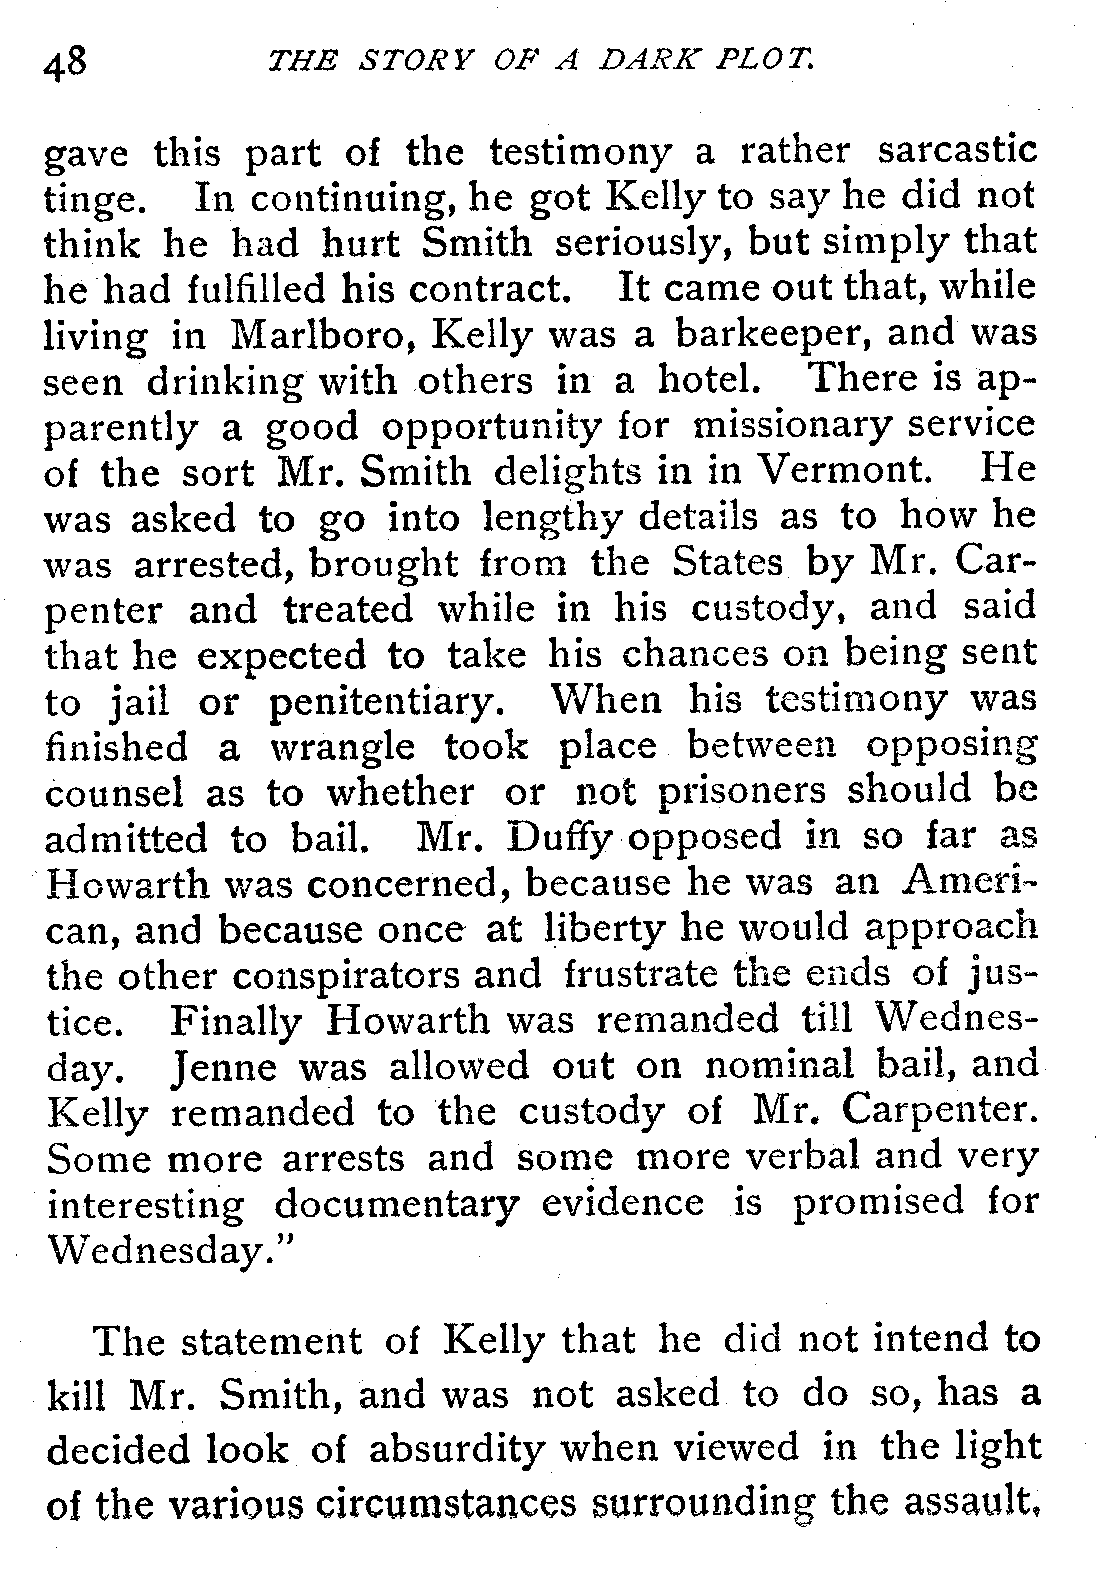 48 THE STORY OF A DARK PLOT.
gave this part of the testimony a rather sarcastic
tinge. In continuing, he got Kelly to say he did not
think he had hurt Smith seriously, but simply that
he had fulfilled his contract. It came out that, while
living in Marlboro, Kelly was a barkeeper, and was
seen drinking with others in a hotel. There is ap-
parently a good opportunity for missionary service
of the sort Mr. Smith delights in in Vermont. He
was asked to go into lengthy details as to how he
was arrested, brought from the States by Mr. Car-
penter and treated while in his custody, and said
that he expected to take his chances on being sent
to jail or penitentiary. When his testimony was
finished a wrangle took place between opposing
counsel as to whether or not prisoners should be
admitted to bail. Mr. Duffy opposed in so far as
Howarth was concerned, because he was an Ameri-
can, and because once at liberty he would approach
the other conspirators and frustrate the ends of jus-
tice. Finally Howarth was remanded till Wednes-
day. Jenne was allowed out on nominal bail, and
Kelly remanded to the custody of Mr. Carpenter.
Some more arrests and some more verbal and very
interesting documentary evidence is promised for
Wednesday."
The statement of Kelly that he did not intend to
kill Mr. Smith, and was not asked to do so, has a
decided look of absurdity when viewed in the light
of the various circumstances surrounding the assault,